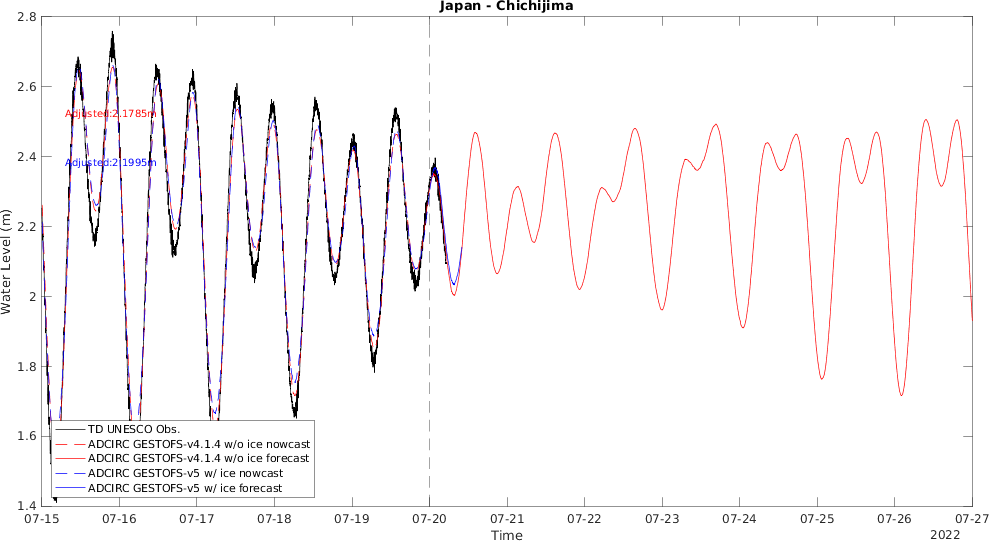 Japan - Chichijima
2.8
2.6
2.4
2.2
2
1.8
1.6
1.4
Water Level (m)
Adjusted:2.1785m
Adjusted:2.1995m
TD UNESCO Obs.
ADCIRC GESTOFS-v4.1.4 w/o ice nowcast
ADCIRC GESTOFS-v4.1.4 w/o ice forecast
ADCIRC GESTOFS-v5 w/ ice nowcast
ADCIRC GESTOFS-v5 w/ ice forecast
07-15 07-16 07-17 07-18 07-19 07-20 07-21 07-22 07-23 07-24 07-25 07-26 07-27
Time
2022